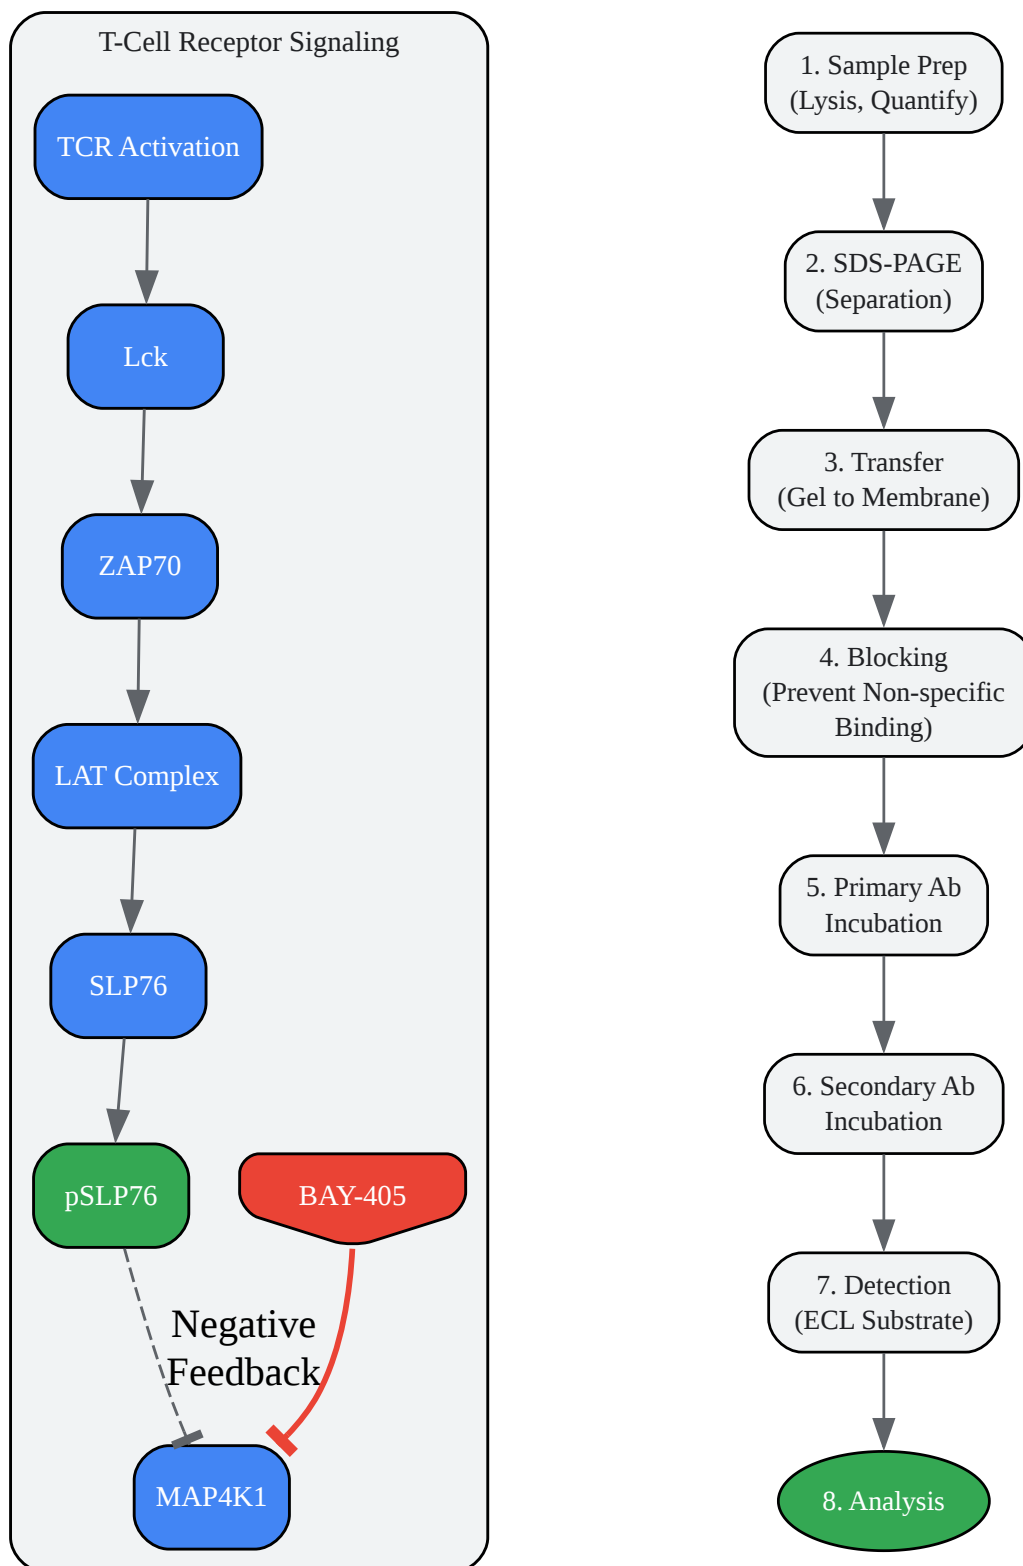 T-Cell Receptor Signaling
TCR Activation
Lck
ZAP70
LAT Complex
SLP76
pSLP76
BAY-405
Negative
Feedback
MAP4K1
1. Sample Prep
(Lysis, Quantify)
2. SDS-PAGE
(Separation)
3. Transfer
(Gel to Membrane)
4. Blocking
(Prevent Non-specific
Binding)
5. Primary Ab
Incubation
6. Secondary Ab
Incubation
7. Detection
(ECL Substrate)
8. Analysis